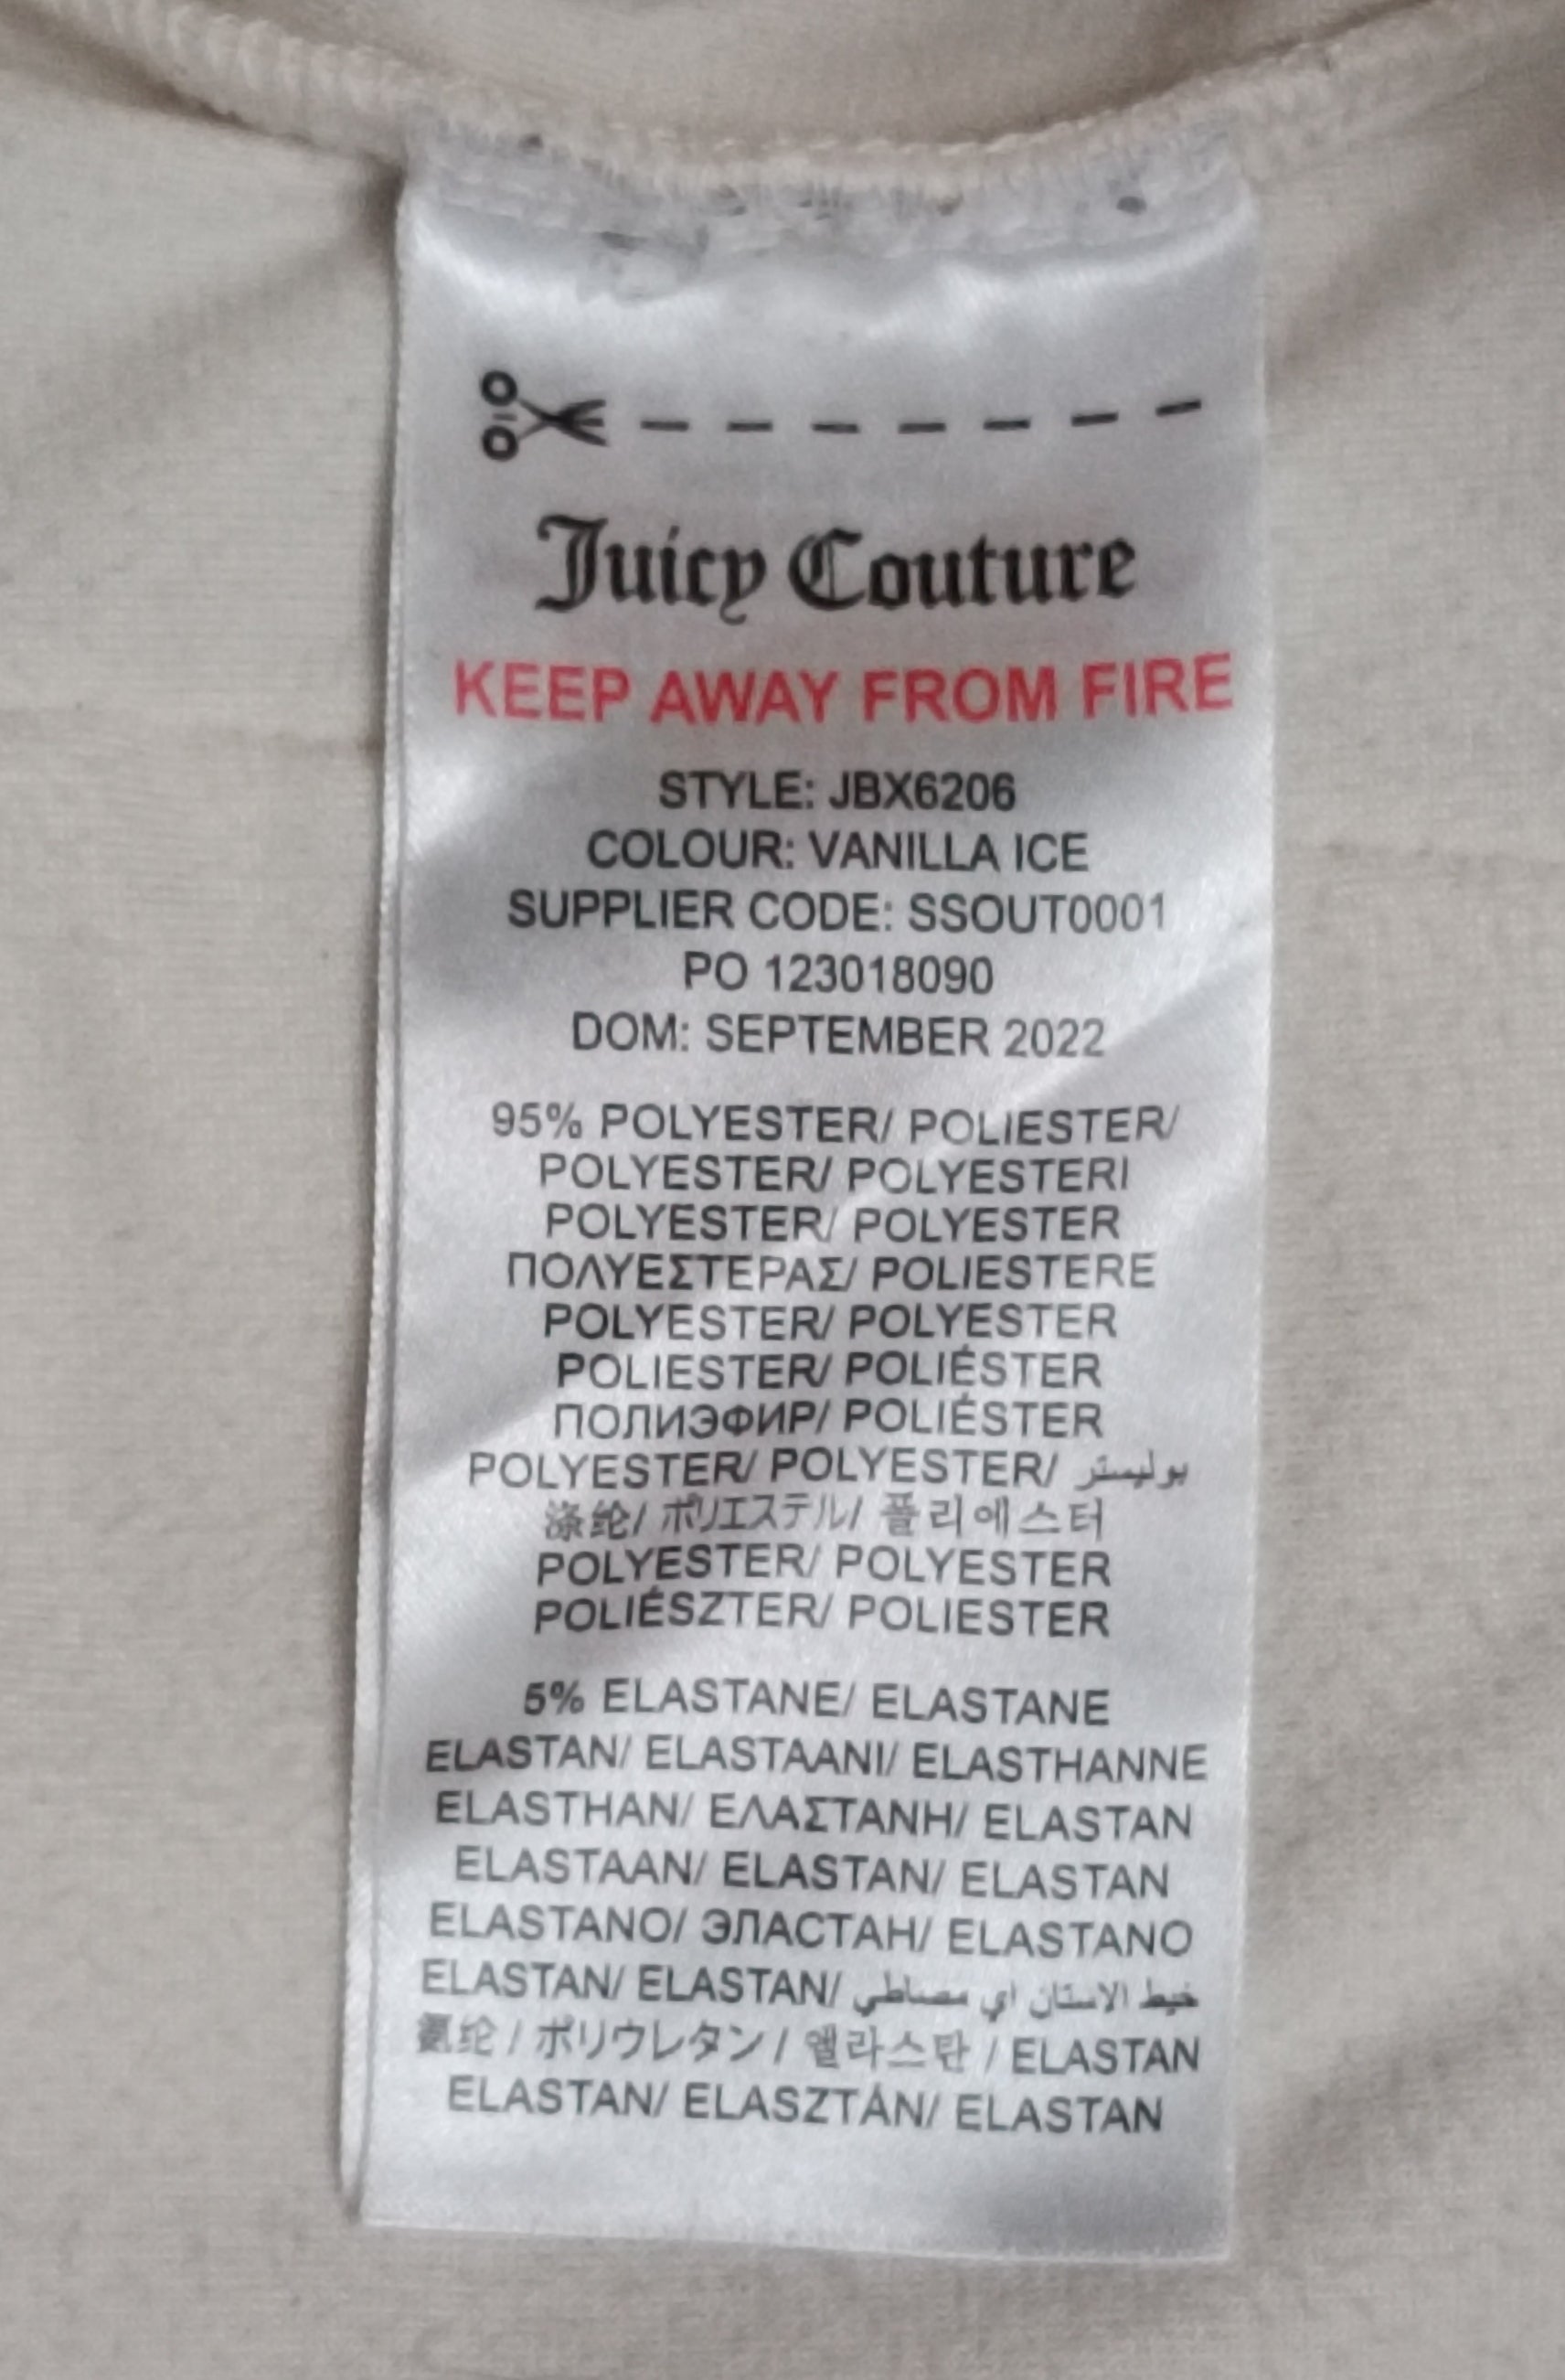 Juicy Couture
KEEP AWAY FROM FIRE
STYLE: JBX6206
COLOUR: VANILLA ICE
SUPPLIER CODE: SSOUT0001
PO 123018090
DOM: SEPTEMBER 2022
95% POLYESTER/ POLIESTER/
POLYESTER/ POLYESTERI
POLYESTER/ POLYESTER
ΠΟΛΥΕΣΤΕΡΑΣ/ POLIESTERE
POLYESTER/ POLYESTER
POLIESTER/ POLIÉSTER
ПОЛИЭФИР/ POLIÉSTER
POLYESTER/ POLYESTER/ بوليستر
涤纶/ ポリエステル/ 폴리에스터
POLYESTER/ POLYESTER
POLIÉSZTER/ POLIESTER
5% ELASTANE/ ELASTANE
ELASTAN/ ELASTAANI/ ELASTHANNE
ELASTHAN/ ΕΛΑΣΤΑΝΗ/ ELASTAN
ELASTAAN/ ELASTAN/ ELASTAN
ELASTANO/ ЭЛАСТАН/ ELASTANO
ELASTAN/ ELASTAN/ خيط الاستان اي مصباطي
氨纶 / ポリウレタン / 엘라스탄 / ELASTAN
ELASTAN/ ELASZTÁN/ ELASTAN